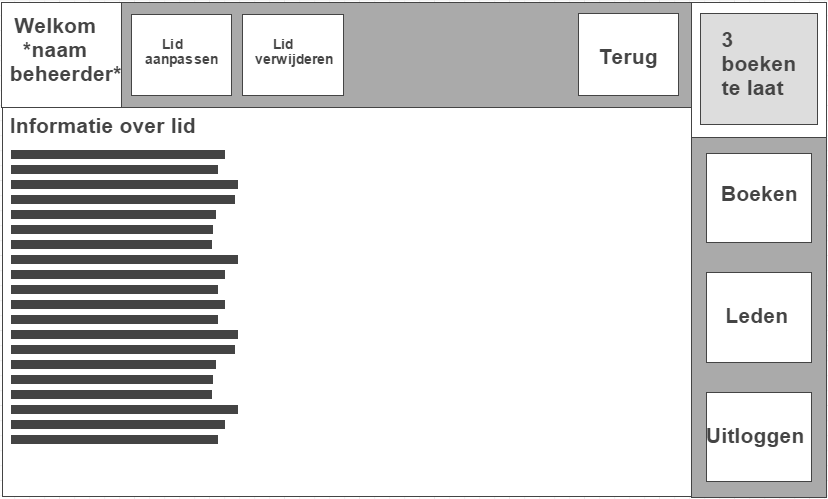 Welkom
*naam
beheerder*
Lid
aanpassen
Lid
verwijderen
Terug
3
boeken
te laat
Informatie over lid
Boeken
Leden
Uitloggen